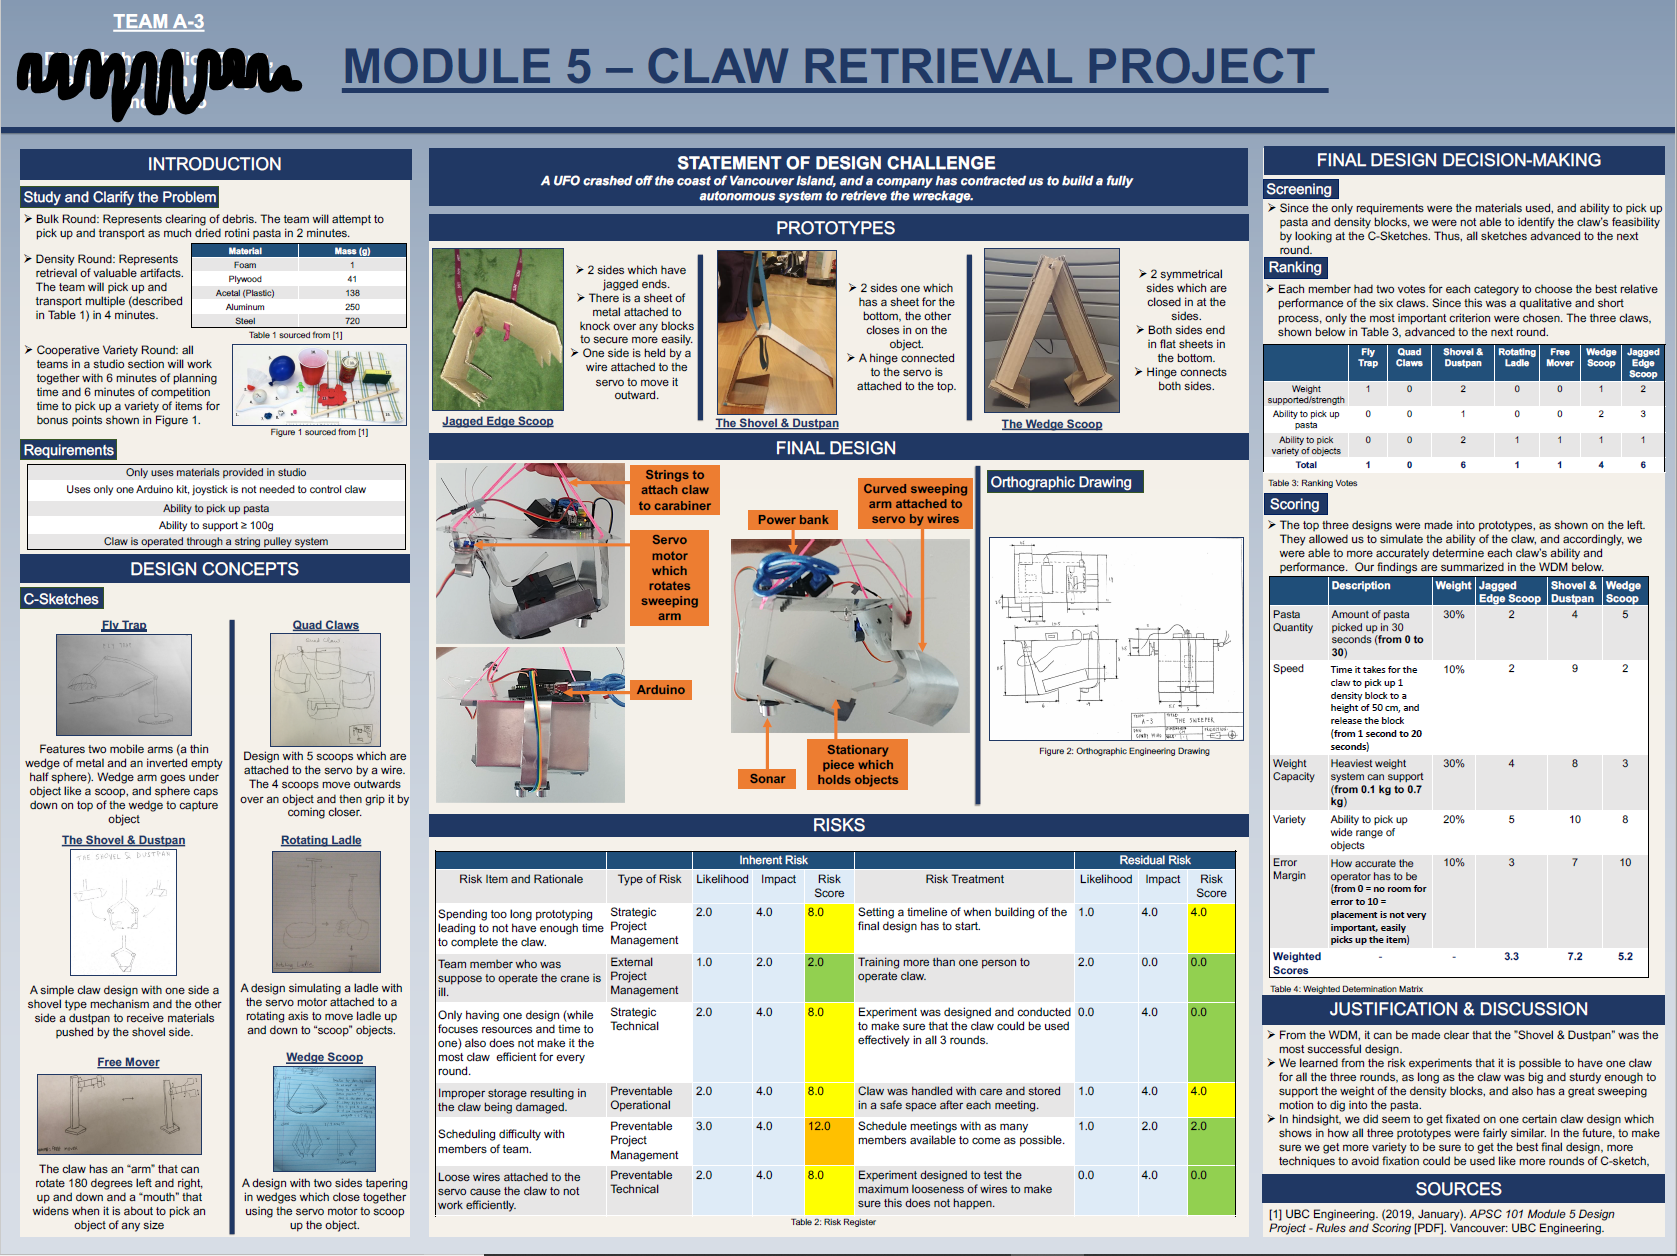 TEAM A-3
MODULE 5 – CLAW RETRIEVAL PROJECT
INTRODUCTION
Study and Clarify the Problem
➢ Bulk Round: Represents clearing of debris. The team will attempt to
pick up and transport as much dried rotini pasta in 2 minutes.
➢ Density Round: Represents
retrieval of valuable artifacts.
The team will pick up and
transport multiple (described
in Table 1) in 4 minutes.
Material Mass (g)
Foam 1
Plywood 41
Acetal (Plastic) 138
Aluminum 250
Steel 720
Table 1 sourced from [1]
➢ Cooperative Variety Round: all
teams in a studio section will work
together with 6 minutes of planning
time and 6 minutes of competition
time to pick up a variety of items for
bonus points shown in Figure 1.
Figure 1 sourced from [1]
Requirements
Only uses materials provided in studio
Uses only one Arduino kit, joystick is not needed to control claw
Ability to pick up pasta
Ability to support ≥ 100g
Claw is operated through a string pulley system
DESIGN CONCEPTS
C-Sketches
Fly Trap
FLY TRAP
Features two mobile arms (a thin
wedge of metal and an inverted empty
half sphere). Wedge arm goes under
object like a scoop, and sphere caps
down on top of the wedge to capture
object
Quad Claws
Quad Claws
Design with 5 scoops which are
attached to the servo by a wire.
The 4 scoops move outwards
over an object and then grip it by
coming closer.
The Shovel & Dustpan
THE SHOVEL & DUSTPAN
A simple claw design with one side a
shovel type mechanism and the other
side a dustpan to receive materials
pushed by the shovel side.
Rotating Ladle
Rotating Ladle
A design simulating a ladle with
the servo motor attached to a
rotating axis to move ladle up
and down to “scoop” objects.
Free Mover
The claw has an “arm” that can
rotate 180 degrees left and right,
up and down and a “mouth” that
widens when it is about to pick an
object of any size
Wedge Scoop
A design with two sides tapering
in wedges which close together
using the servo motor to scoop
up the object.
STATEMENT OF DESIGN CHALLENGE
A UFO crashed off the coast of Vancouver Island, and a company has contracted us to build a fully
autonomous system to retrieve the wreckage.
PROTOTYPES
➢ 2 sides which have
jagged ends.
➢ There is a sheet of
metal attached to
knock over any blocks
to secure more easily.
➢ One side is held by a
wire attached to the
servo to move it
outward.
Jagged Edge Scoop
➢ 2 sides one which
has a sheet for the
bottom, the other
closes in on the
object.
➢ A hinge connected
to the servo is
attached to the top.
The Shovel & Dustpan
➢ 2 symmetrical
sides which are
closed in at the
sides.
➢ Both sides end
in flat sheets in
the bottom.
➢ Hinge connects
both sides.
The Wedge Scoop
FINAL DESIGN
Strings to
attach claw
to carabiner
Servo
motor
which
rotates
sweeping
arm
Arduino
Power bank
Curved sweeping
arm attached to
servo by wires
Sonar
Stationary
piece which
holds objects
Orthographic Drawing
A-3
THE SWEEPER
Figure 2: Orthographic Engineering Drawing
RISKS
Inherent Risk Residual Risk
Risk Item and Rationale Type of Risk Likelihood Impact Risk Score Risk Treatment Likelihood Impact Risk Score
Spending too long prototyping Strategic 2.0 4.0 8.0 Setting a timeline of when building of the 1.0 4.0 4.0
leading to not have enough time Project final design has to start.
to complete the claw. Management
Team member who was External 1.0 2.0 2.0 Training more than one person to 2.0 0.0 0.0
suppose to operate the crane is Project operate claw.
ill. Management
Only having one design (while Strategic 2.0 4.0 8.0 Experiment was designed and conducted 0.0 4.0 0.0
focuses resources and time to Technical to make sure that the claw could be used
one) also does not make it the effectively in all 3 rounds.
most claw efficient for every
round.
Improper storage resulting in Preventable 2.0 4.0 8.0 Claw was handled with care and stored 1.0 4.0 4.0
the claw being damaged. Operational in a safe space after each meeting.
Scheduling difficulty with Preventable 3.0 4.0 12.0 Schedule meetings with as many 1.0 2.0 2.0
members of team. Project members available to come as possible.
Management
Loose wires attached to the Preventable 2.0 4.0 8.0 Experiment designed to test the 0.0 4.0 0.0
servo cause the claw to not Technical maximum looseness of wires to make
work efficiently. sure this does not happen.
Table 2: Risk Register
FINAL DESIGN DECISION-MAKING
Screening
➢ Since the only requirements were the materials used, and ability to pick up
pasta and density blocks, we were not able to identify the claw’s feasibility
by looking at the C-Sketches. Thus, all sketches advanced to the next
round.
Ranking
➢ Each member had two votes for each category to choose the best relative
performance of the six claws. Since this was a qualitative and short
process, only the most important criterion were chosen. The three claws,
shown below in Table 3, advanced to the next round.
Fly Trap Quad Claws Shovel & Dustpan Rotating Ladle Free Mover Wedge Scoop Jagged Edge Scoop
Weight supported/strength 1 0 2 0 0 1 2
Ability to pick up pasta 0 0 1 0 0 2 3
Ability to pick variety of objects 0 0 2 1 1 1 1
Total 1 0 6 1 1 4 6
Table 3: Ranking Votes
Scoring
➢ The top three designs were made into prototypes, as shown on the left.
They allowed us to simulate the ability of the claw, and accordingly, we
were able to more accurately determine each claw’s ability and
performance. Our findings are summarized in the WDM below.
Description Weight Jagged Edge Scoop Shovel & Dustpan Wedge Scoop
Pasta Quantity Amount of pasta 30% 2 4 5
picked up in 30
seconds (from 0 to
30)
Speed Time it takes for the 10% 2 9 2
claw to pick up 1
density block to a
height of 50 cm, and
release the block
(from 1 second to 20
seconds)
Weight Capacity Heaviest weight 30% 4 8 3
system can support
(from 0.1 kg to 0.7
kg)
Variety Ability to pick up 20% 5 10 8
wide range of
objects
Error Margin How accurate the 10% 3 7 10
operator has to be
(from 0 = no room for
error to 10 =
placement is not very
important, easily
picks up the item)
Weighted Scores - - 3.3 7.2 5.2
Table 4: Weighted Determination Matrix
JUSTIFICATION & DISCUSSION
➢ From the WDM, it can be made clear that the ”Shovel & Dustpan” was the
most successful design.
➢ We learned from the risk experiments that it is possible to have one claw
for all the three rounds, as long as the claw was big and sturdy enough to
support the weight of the density blocks, and also has a great sweeping
motion to dig into the pasta.
➢ In hindsight, we did seem to get fixated on one certain claw design which
shows in how all three prototypes were fairly similar. In the future, to make
sure we get more variety to be sure to get the best final design, more
techniques to avoid fixation could be used like more rounds of C-sketch,
SOURCES
[1] UBC Engineering. (2019, January). APSC 101 Module 5 Design
Project - Rules and Scoring [PDF]. Vancouver: UBC Engineering.